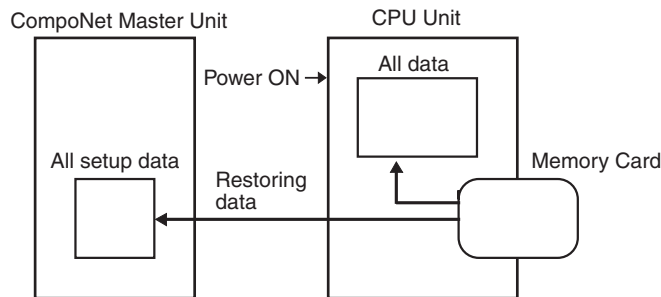 CompoNet Master Unit
CPU Unit
Power ON
All data
All setup data
Restoring
data
Memory Card